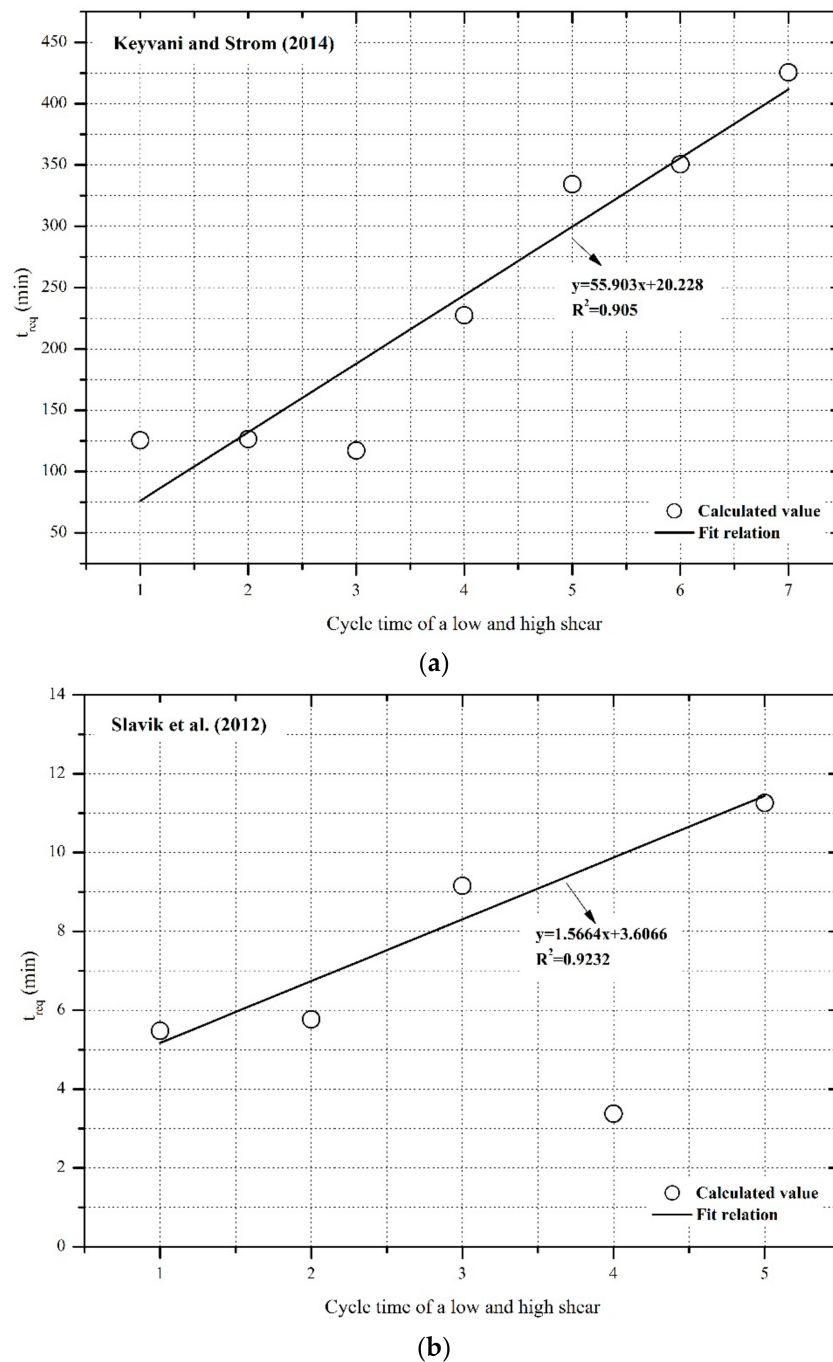 Keyvani and Strom (2014)
450
400
350
300
250
200
150
100
50
t_req (min)
y=55.903x+20.228
R²=0.905
Calculated value
Fit relation
1 2 3 4 5 6 7
Cycle time of a low and high shear
(a)
Slavik et al. (2012)
14
12
10
8
6
4
2
0
t_req (min)
y=1.5664x+3.6066
R²=0.9232
Calculated value
Fit relation
1 2 3 4 5
Cycle time of a low and high shear
(b)